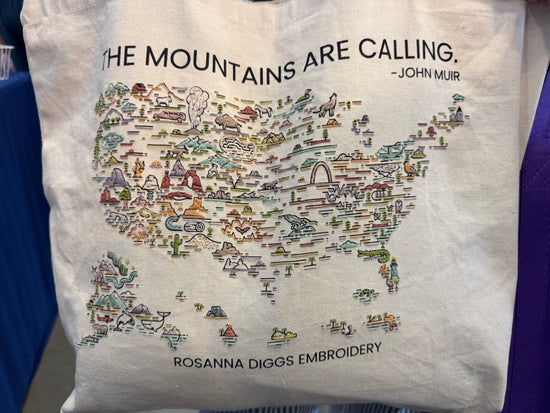 THE MOUNTAINS ARE CALLING.
-JOHN MUIR
ROSANNA DIGGS EMBROIDERY